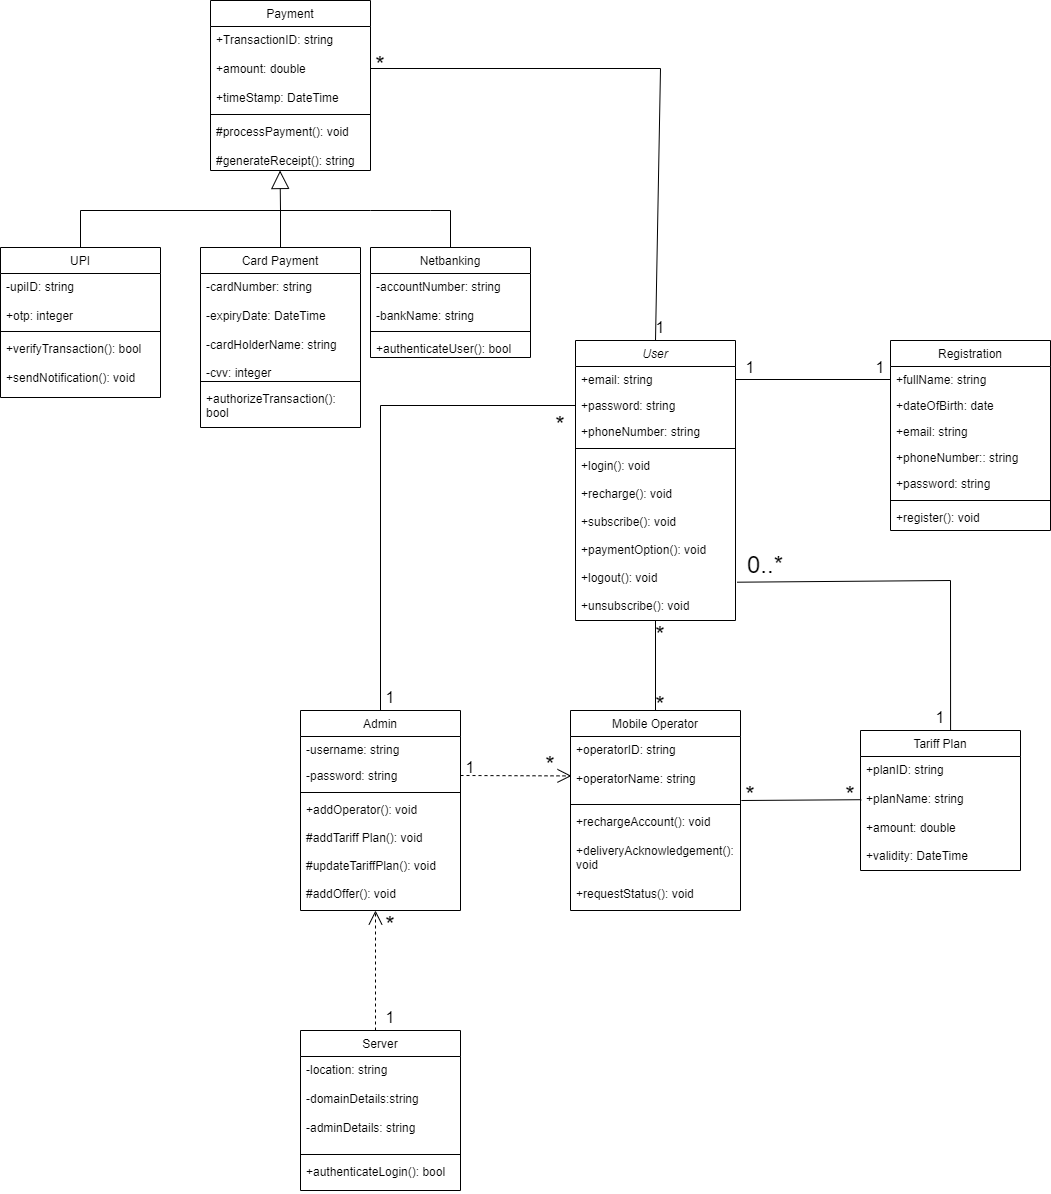 Payment
+TransactionID: string
+amount: double
+timeStamp: DateTime
#processPayment(): void
#generateReceipt(): string
*
1
UPI
-upiID: string
+otp: integer
+verifyTransaction(): bool
+sendNotification(): void
Card Payment
-cardNumber: string
-expiryDate: DateTime
-cardHolderName: string
-cvv: integer
+authorizeTransaction():
bool
Netbanking
-accountNumber: string
-bankName: string
+authenticateUser(): bool
User
+email: string
+password: string
+phoneNumber: string
+login(): void
+recharge(): void
+subscribe(): void
+paymentOption(): void
+logout(): void
+unsubscribe(): void
1
1
Registration
+fullName: string
+dateOfBirth: date
+email: string
+phoneNumber:: string
+password: string
+register(): void
*
1
0..*
1
*
*
Admin
-username: string
-password: string
+addOperator(): void
#addTariff Plan(): void
#updateTariffPlan(): void
#addOffer(): void
1
*
Mobile Operator
+operatorID: string
+operatorName: string
+rechargeAccount(): void
+deliveryAcknowledgement():
void
+requestStatus(): void
*
*
Tariff Plan
+planID: string
+planName: string
+amount: double
+validity: DateTime
*
1
Server
-location: string
-domainDetails:string
-adminDetails: string
+authenticateLogin(): bool